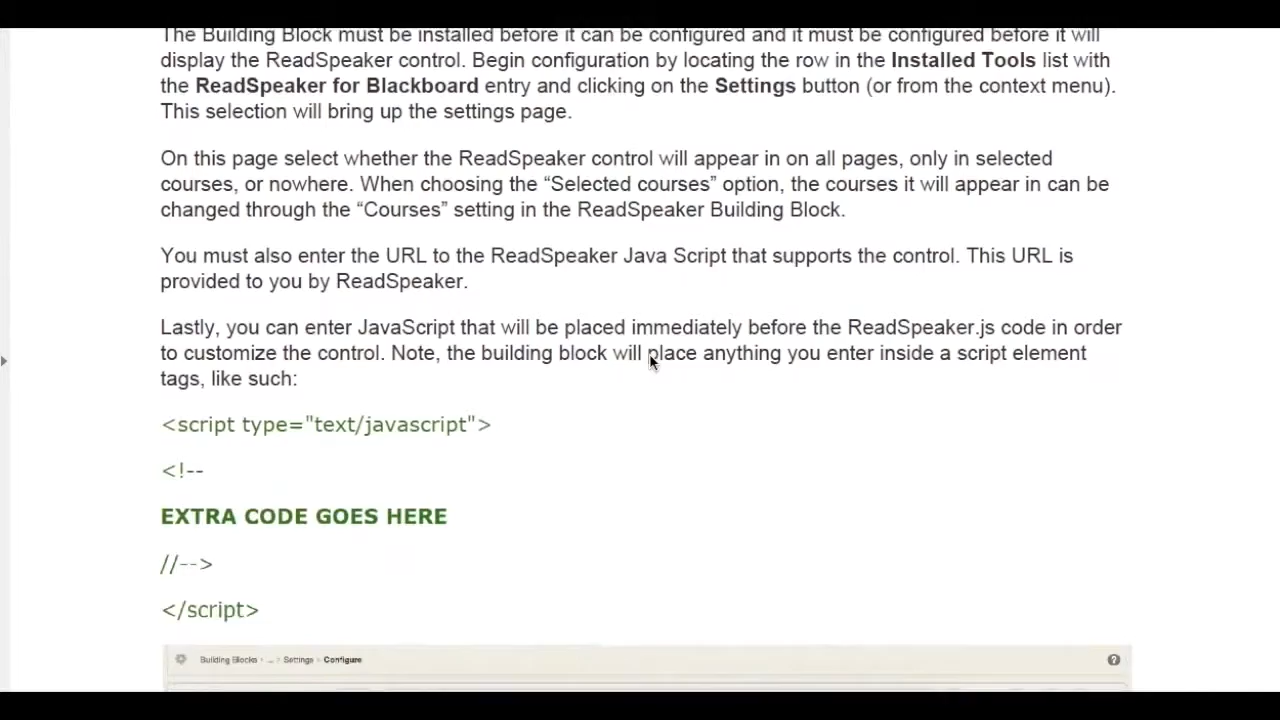 The Building Block must be installed before it can be configured and it must be configured before it will
display the ReadSpeaker control. Begin configuration by locating the row in the Installed Tools list with
the ReadSpeaker for Blackboard entry and clicking on the Settings button (or from the context menu).
This selection will bring up the settings page.
On this page select whether the ReadSpeaker control will appear in on all pages, only in selected
courses, or nowhere. When choosing the “Selected courses” option, the courses it will appear in can be
changed through the “Courses” setting in the ReadSpeaker Building Block.
You must also enter the URL to the ReadSpeaker Java Script that supports the control. This URL is
provided to you by ReadSpeaker.
Lastly, you can enter JavaScript that will be placed immediately before the ReadSpeaker.js code in order
to customize the control. Note, the building block will place anything you enter inside a script element
tags, like such:
<script type="text/javascript">
<!--
EXTRA CODE GOES HERE
//-->
</script>
Building Blocks › ... › Settings › Configure ?